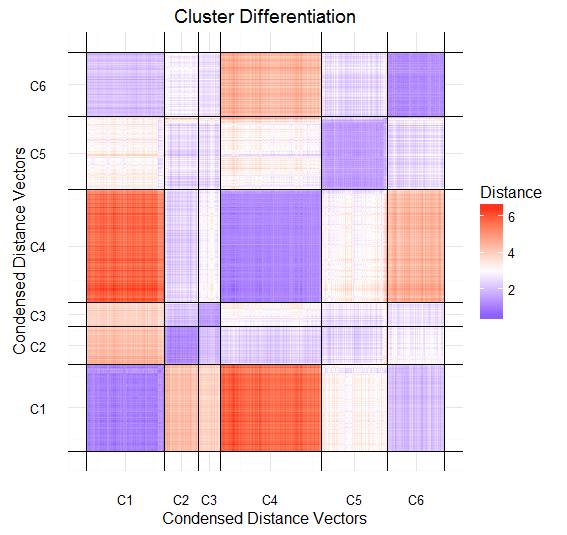 Cluster Differentiation
Condensed Distance Vectors
C6
C5
C4
C3
C2
C1
C1 C2 C3 C4 C5 C6
Condensed Distance Vectors
Distance
6
4
2